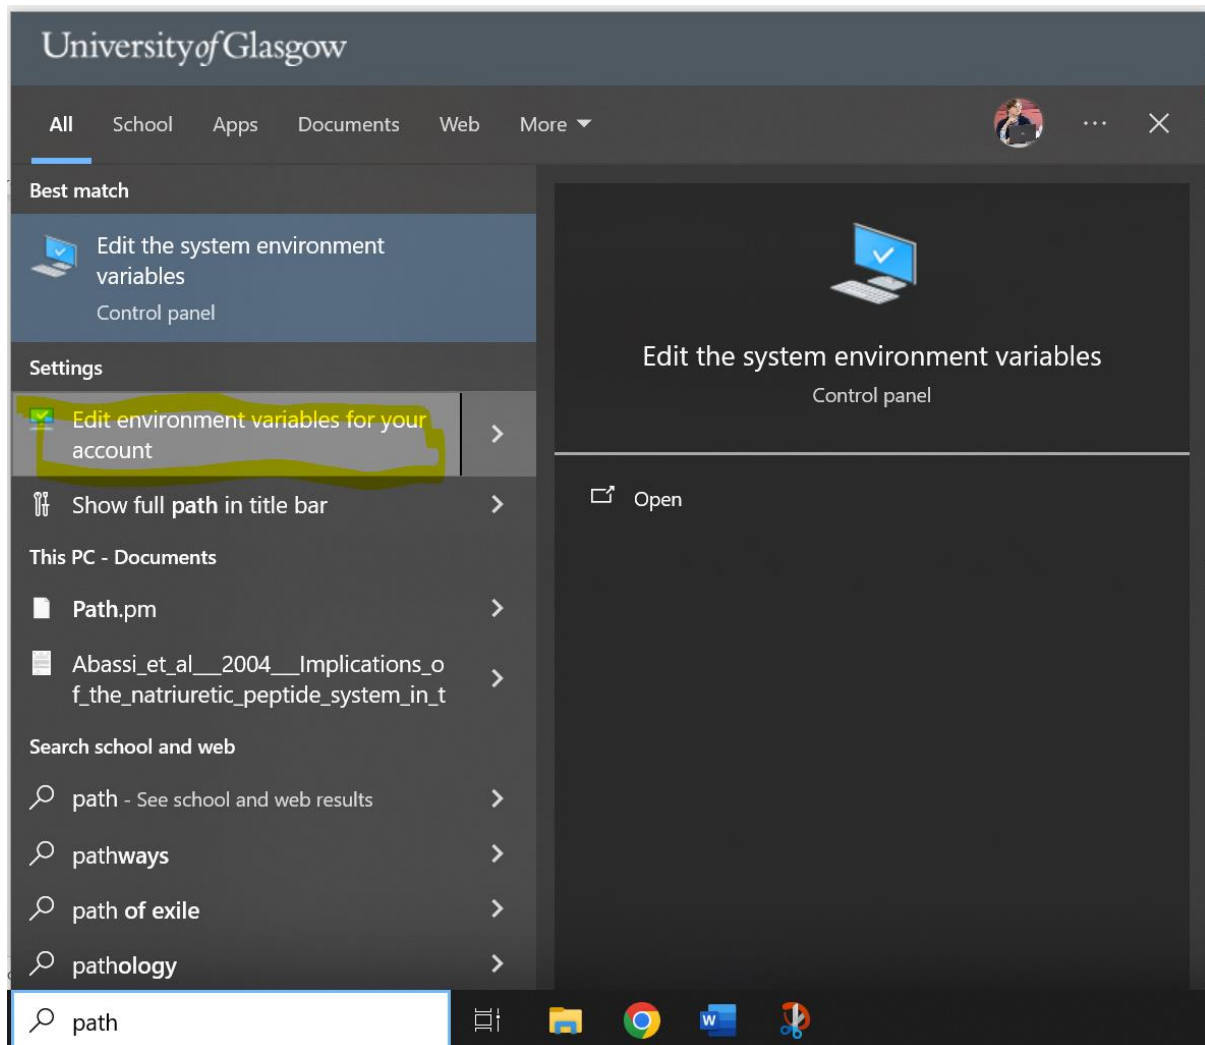 University of Glasgow
All School Apps Documents Web More
Best match
Edit the system environment
variables
Control panel
Settings
Edit environment variables for your
account
Show full path in title bar
This PC - Documents
Path.pm
Abassi_et_al__2004__Implications_o
f_the_natriuretic_peptide_system_in_t
Search school and web
path - See school and web results
pathways
path of exile
pathology
path
Edit the system environment variables
Control panel
Open
W